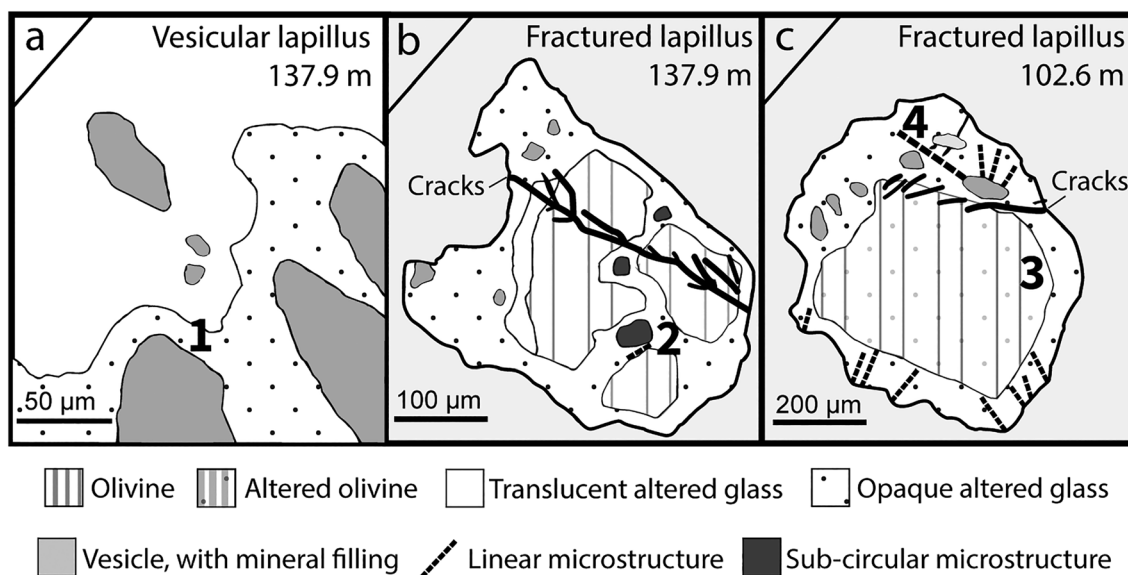 a
Vesicular lapillus
137.9 m
1
50 µm
b
Fractured lapillus
137.9 m
Cracks
2
100 µm
c
Fractured lapillus
102.6 m
4
Cracks
3
200 µm
Olivine
Altered olivine
Translucent altered glass
Opaque altered glass
Vesicle, with mineral filling
Linear microstructure
Sub-circular microstructure